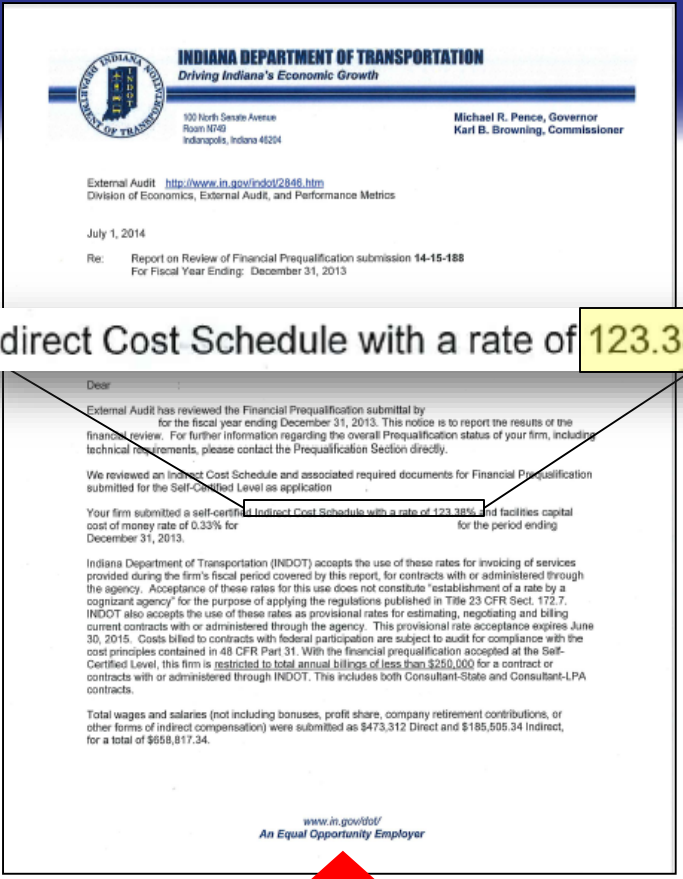 INDIANA DEPARTMENT OF TRANSPORTATION
Driving Indiana's Economic Growth
INDIANA DEPARTMENT OF TRANSPORTATION
INDOT
100 North Senate Avenue
Room N749
Indianapolis, Indiana 46204
Michael R. Pence, Governor
Karl B. Browning, Commissioner
External Audit http://www.in.gov/indot/2846.htm
Division of Economics, External Audit, and Performance Metrics
July 1, 2014
Re: Report on Review of Financial Prequalification submission 14-15-188
For Fiscal Year Ending: December 31, 2013
direct Cost Schedule with a rate of 123.3
Dear :
External Audit has reviewed the Financial Prequalification submittal by
for the fiscal year ending December 31, 2013. This notice is to report the results of the
financial review. For further information regarding the overall Prequalification status of your firm, including
technical requirements, please contact the Prequalification Section directly.
We reviewed an Indirect Cost Schedule and associated required documents for Financial Prequalification
submitted for the Self-Certified Level as application .
Your firm submitted a self-certified Indirect Cost Schedule with a rate of 123.38% and facilities capital
cost of money rate of 0.33% for for the period ending
December 31, 2013.
Indiana Department of Transportation (INDOT) accepts the use of these rates for invoicing of services
provided during the firm's fiscal period covered by this report, for contracts with or administered through
the agency. Acceptance of these rates for this use does not constitute "establishment of a rate by a
cognizant agency" for the purpose of applying the regulations published in Title 23 CFR Sect. 172.7.
INDOT also accepts the use of these rates as provisional rates for estimating, negotiating and billing
current contracts with or administered through the agency. This provisional rate acceptance expires June
30, 2015. Costs billed to contracts with federal participation are subject to audit for compliance with the
cost principles contained in 48 CFR Part 31. With the financial prequalification accepted at the Self-
Certified Level, this firm is restricted to total annual billings of less than $250,000 for a contract or
contracts with or administered through INDOT. This includes both Consultant-State and Consultant-LPA
contracts.
Total wages and salaries (not including bonuses, profit share, company retirement contributions, or
other forms of indirect compensation) were submitted as $473,312 Direct and $185,505.34 Indirect,
for a total of $658,817.34.
www.in.gov/dot/
An Equal Opportunity Employer